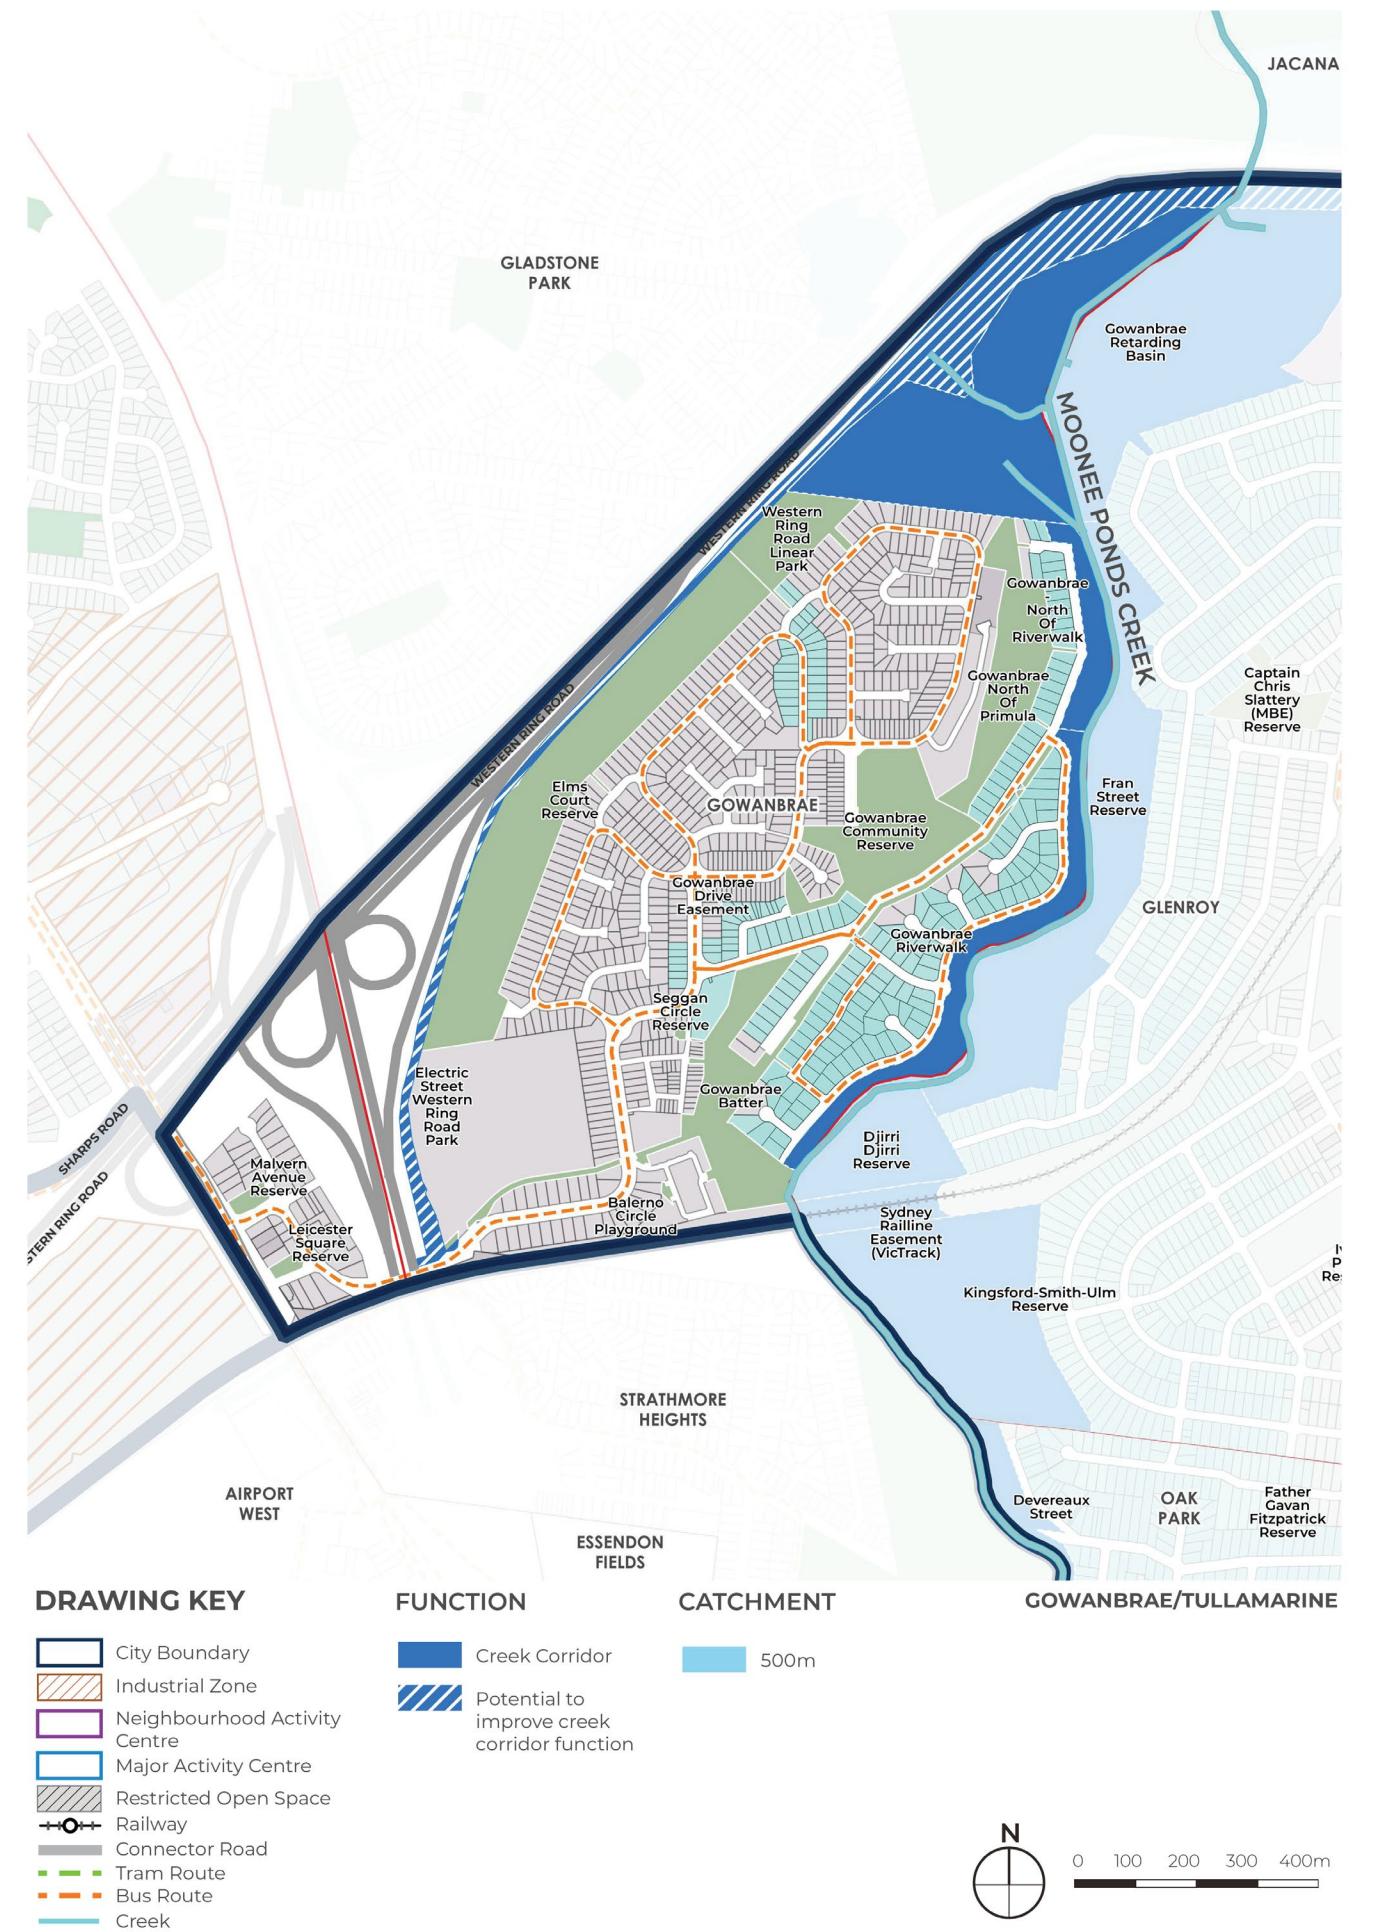 JACANA
GLADSTONE
PARK
Gowanbrae
Retarding
Basin
MOONEE PONDS CREEK
WESTERN RING ROAD
Western
Ring
Road
Linear
Park
Gowanbrae
-
North
Of
Riverwalk
Gowanbrae
North
Of
Primula
Captain
Chris
Slattery
(MBE)
Reserve
WESTERN RING ROAD
Elms
Court
Reserve
GOWANBRAE
Gowanbrae
Community
Reserve
Fran
Street
Reserve
Gowanbrae
Drive
Easement
GLENROY
Gowanbrae
Riverwalk
Seggan
Circle
Reserve
Electric
Street
Western
Ring
Road
Park
Gowanbrae
Batter
SHARPS ROAD
STERN RING ROAD
Malvern
Avenue
Reserve
Leicester
Square
Reserve
Balerno
Circle
Playground
Djirri
Djirri
Reserve
Sydney
Railline
Easement
(VicTrack)
Kingsford-Smith-Ulm
Reserve
P
Re
STRATHMORE
HEIGHTS
AIRPORT
WEST
ESSENDON
FIELDS
Devereaux
Street
OAK
PARK
Father
Gavan
Fitzpatrick
Reserve
DRAWING KEY
City Boundary
Industrial Zone
Neighbourhood Activity
Centre
Major Activity Centre
Restricted Open Space
Railway
Connector Road
Tram Route
Bus Route
Creek
FUNCTION
Creek Corridor
Potential to
improve creek
corridor function
CATCHMENT
500m
GOWANBRAE/TULLAMARINE
N
0 100 200 300 400m